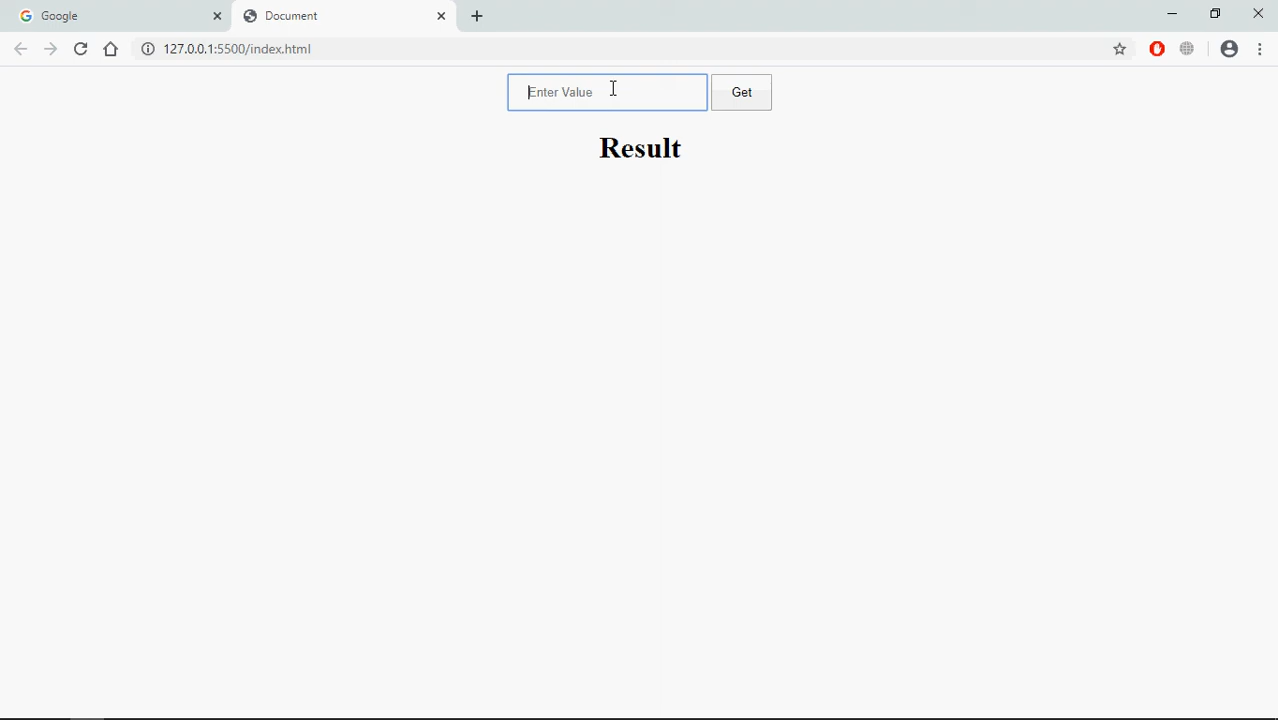 Google
Document
127.0.0.1:5500/index.html
Enter Value
Get
Result